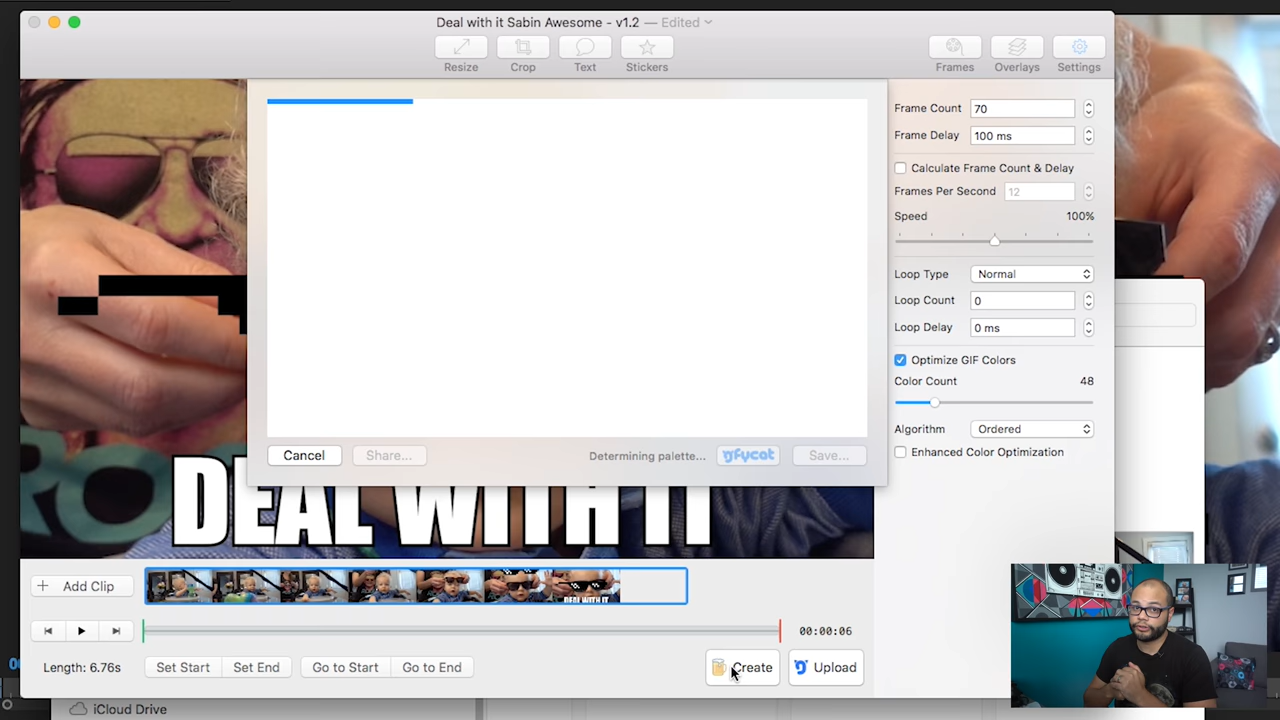 Deal with it Sabin Awesome - v1.2 — Edited
Resize Crop Text Stickers Frames Overlays Settings
Frame Count 70
Frame Delay 100 ms
Calculate Frame Count & Delay
Frames Per Second 12
Speed 100%
Loop Type Normal
Loop Count 0
Loop Delay 0 ms
Optimize GIF Colors
Color Count 48
Algorithm Ordered
Enhanced Color Optimization
Cancel Share... Determining palette... gfycat Save...
DEAL WITH IT
+ Add Clip
DEAL WITH IT
00:00:06
Length: 6.76s Set Start Set End Go to Start Go to End Create Upload
iCloud Drive